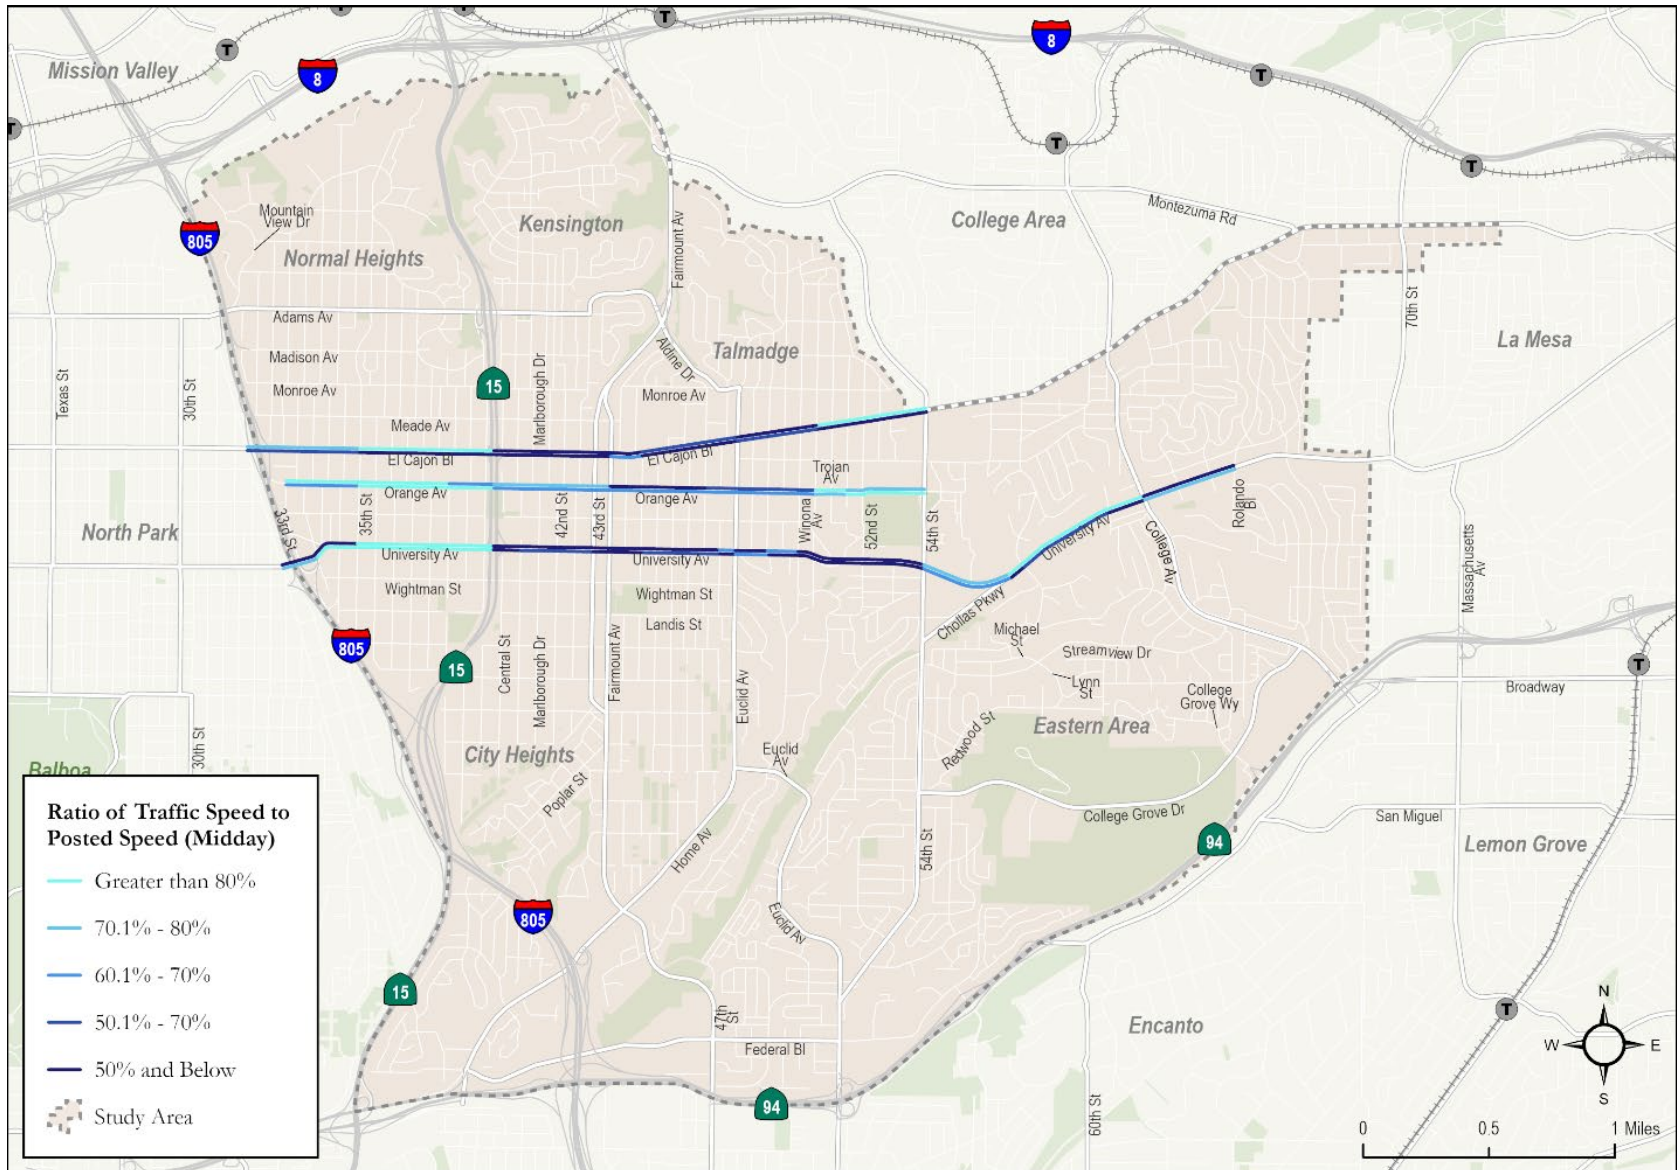 8
8
Mission Valley
T
T
T
T
T
T
T
T
Mountain
View Dr
Kensington
College Area
Montezuma Rd
805
Normal Heights
Fairmount Av
Adams Av
70th St
La Mesa
Madison Av
Talmadge
Aldine Dr
Texas St
30th St
Monroe Av
15
Marlborough Dr
Monroe Av
Meade Av
El Cajon Bl
El Cajon Bl
Trojan
Av
Orange Av
Orange Av
North Park
33rd St
35th St
42nd St
43rd St
Winona
Av
52nd St
54th St
University Av
College Av
Rolando
Bl
University Av
University Av
Massachusetts
Av
Wightman St
Wightman St
Chollas Pkwy
Landis St
Michael
St
805
15
Central St
Marlborough Dr
Fairmount Av
Euclid Av
Streamview Dr
Lynn
St
College
Grove Wy
T
Broadway
30th St
City Heights
Euclid
Av
Redwood St
Eastern Area
Balboa
Poplar St
College Grove Dr
San Miguel
Home Av
54th St
94
Lemon Grove
805
Euclid Av
15
47th
St
Encanto
T
Federal Bl
94
60th St
Ratio of Traffic Speed to
Posted Speed (Midday)
Greater than 80%
70.1% - 80%
60.1% - 70%
50.1% - 70%
50% and Below
Study Area
N
W
E
S
0
0.5
1 Miles